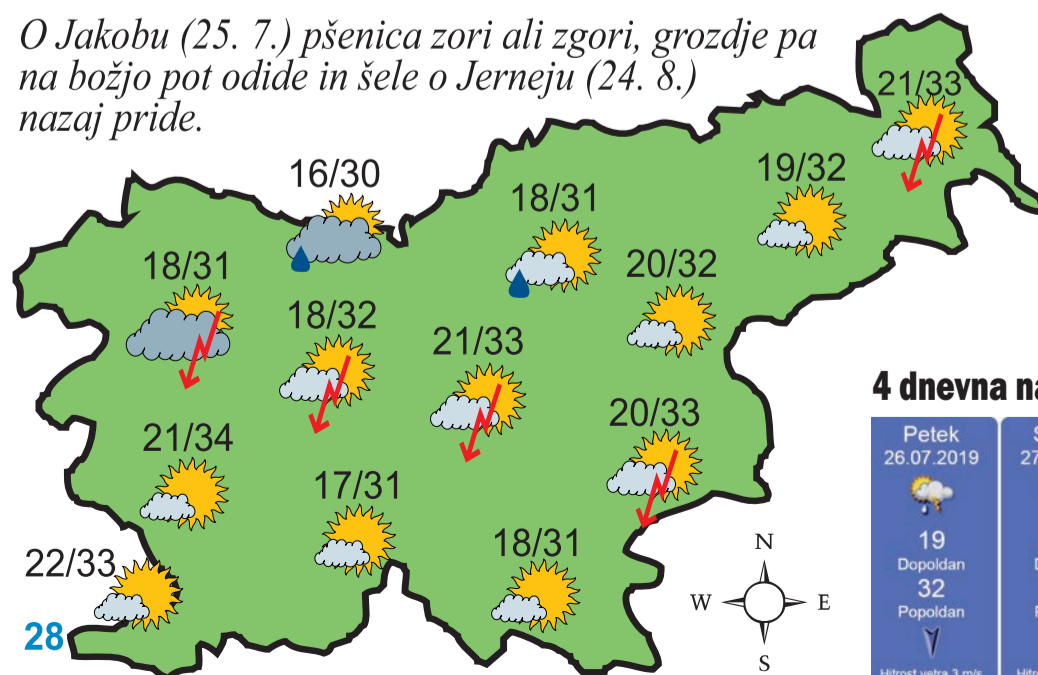 O Jakobu (25. 7.) pšenica zori ali zgori, grozdje pa
na božjo pot odide in šele o Jerneju (24. 8.)
nazaj pride.
21/33
19/32
16/30
18/31
20/32
18/31
18/32
21/33
20/33
21/34
17/31
18/31
22/33
28
N
W E
S
4 dnevna
Petek
26.07.2019
19
Dopoldan
32
Popoldan
Hitrost vetra 3 m/s